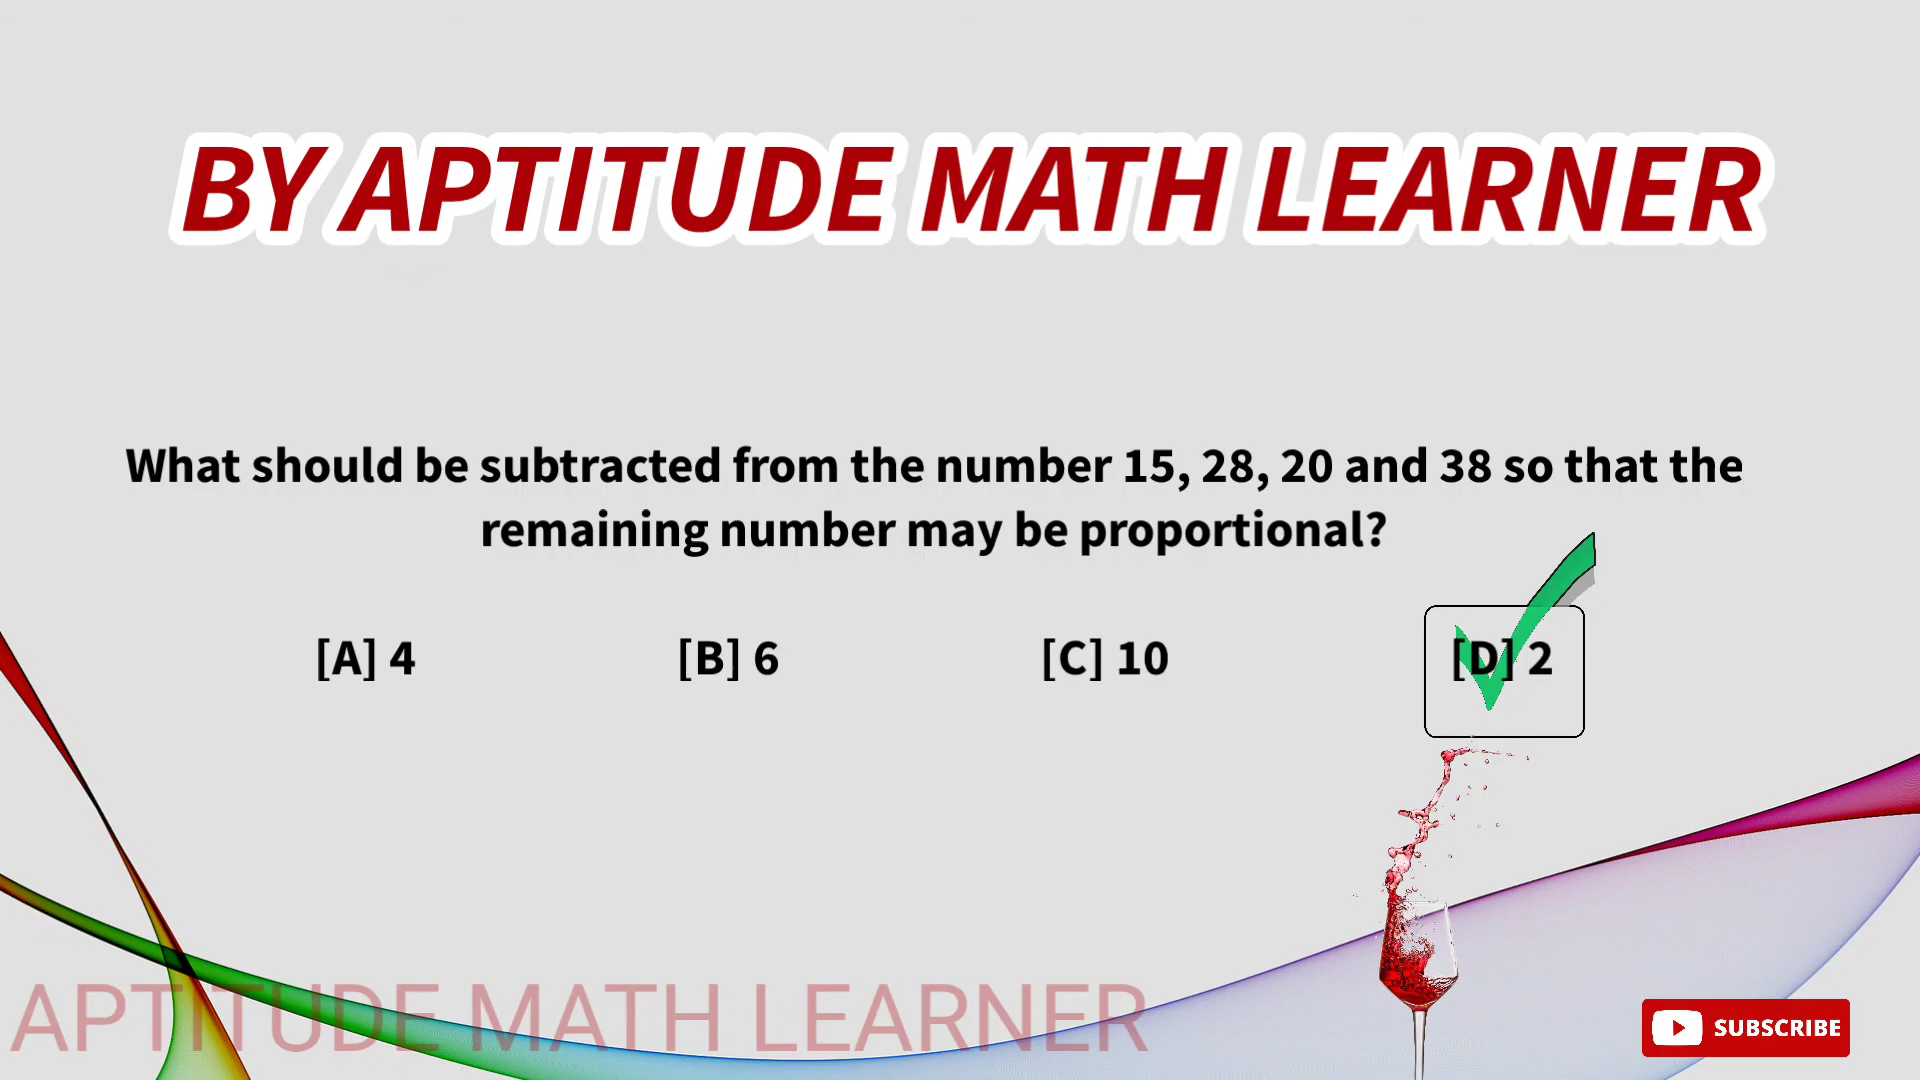 BY APTITUDE MATH LEARNER
What should be subtracted from the number 15, 28, 20 and 38 so that the
remaining number may be proportional?
[A] 4 [B] 6 [C] 10 [D] 2
APTITUDE MATH LEARNER
SUBSCRIBE